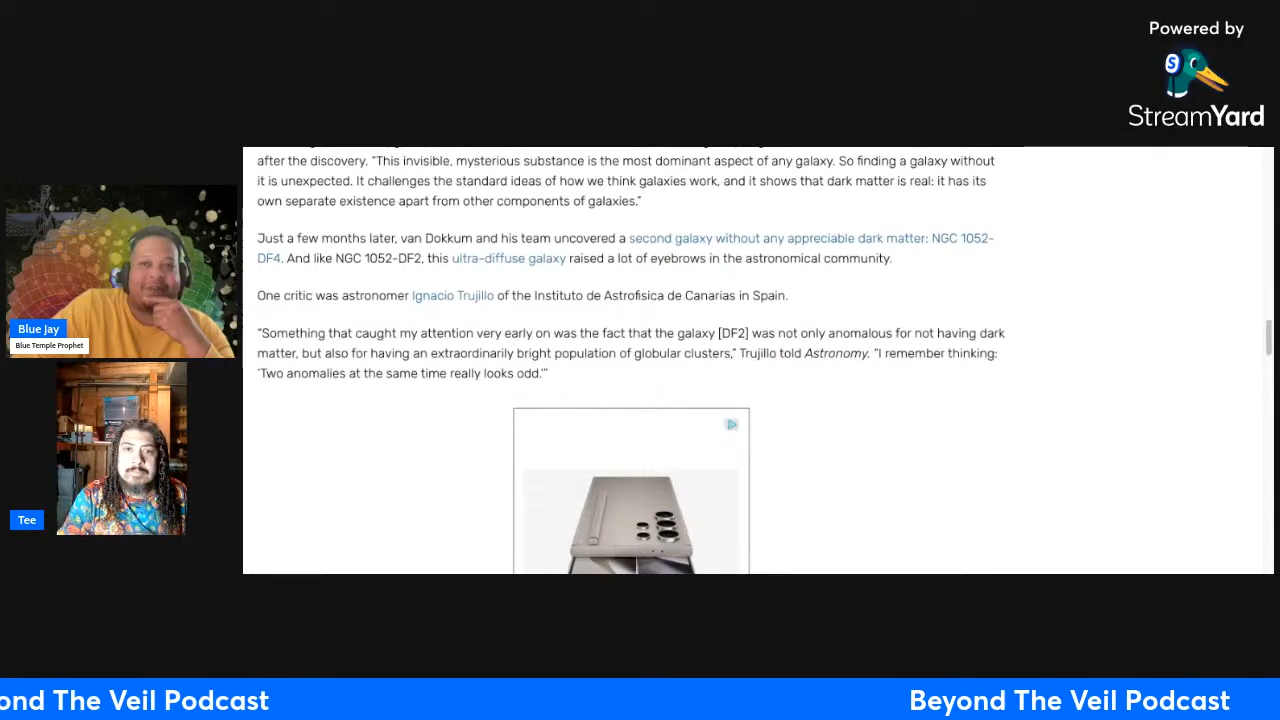 Powered by
S
StreamYard
after the discovery. “This invisible, mysterious substance is the most dominant aspect of any galaxy. So finding a galaxy without
it is unexpected. It challenges the standard ideas of how we think galaxies work, and it shows that dark matter is real: it has its
own separate existence apart from other components of galaxies.”
Just a few months later, van Dokkum and his team uncovered a second galaxy without any appreciable dark matter: NGC 1052-
DF4. And like NGC 1052-DF2, this ultra-diffuse galaxy raised a lot of eyebrows in the astronomical community.
One critic was astronomer Ignacio Trujillo of the Instituto de Astrofisica de Canarias in Spain.
“Something that caught my attention very early on was the fact that the galaxy [DF2] was not only anomalous for not having dark
matter, but also for having an extraordinarily bright population of globular clusters,” Trujillo told Astronomy. “I remember thinking:
‘Two anomalies at the same time really looks odd.’”
Blue Jay
Blue Temple Prophet
Tee
ond The Veil Podcast
Beyond The Veil Podcast